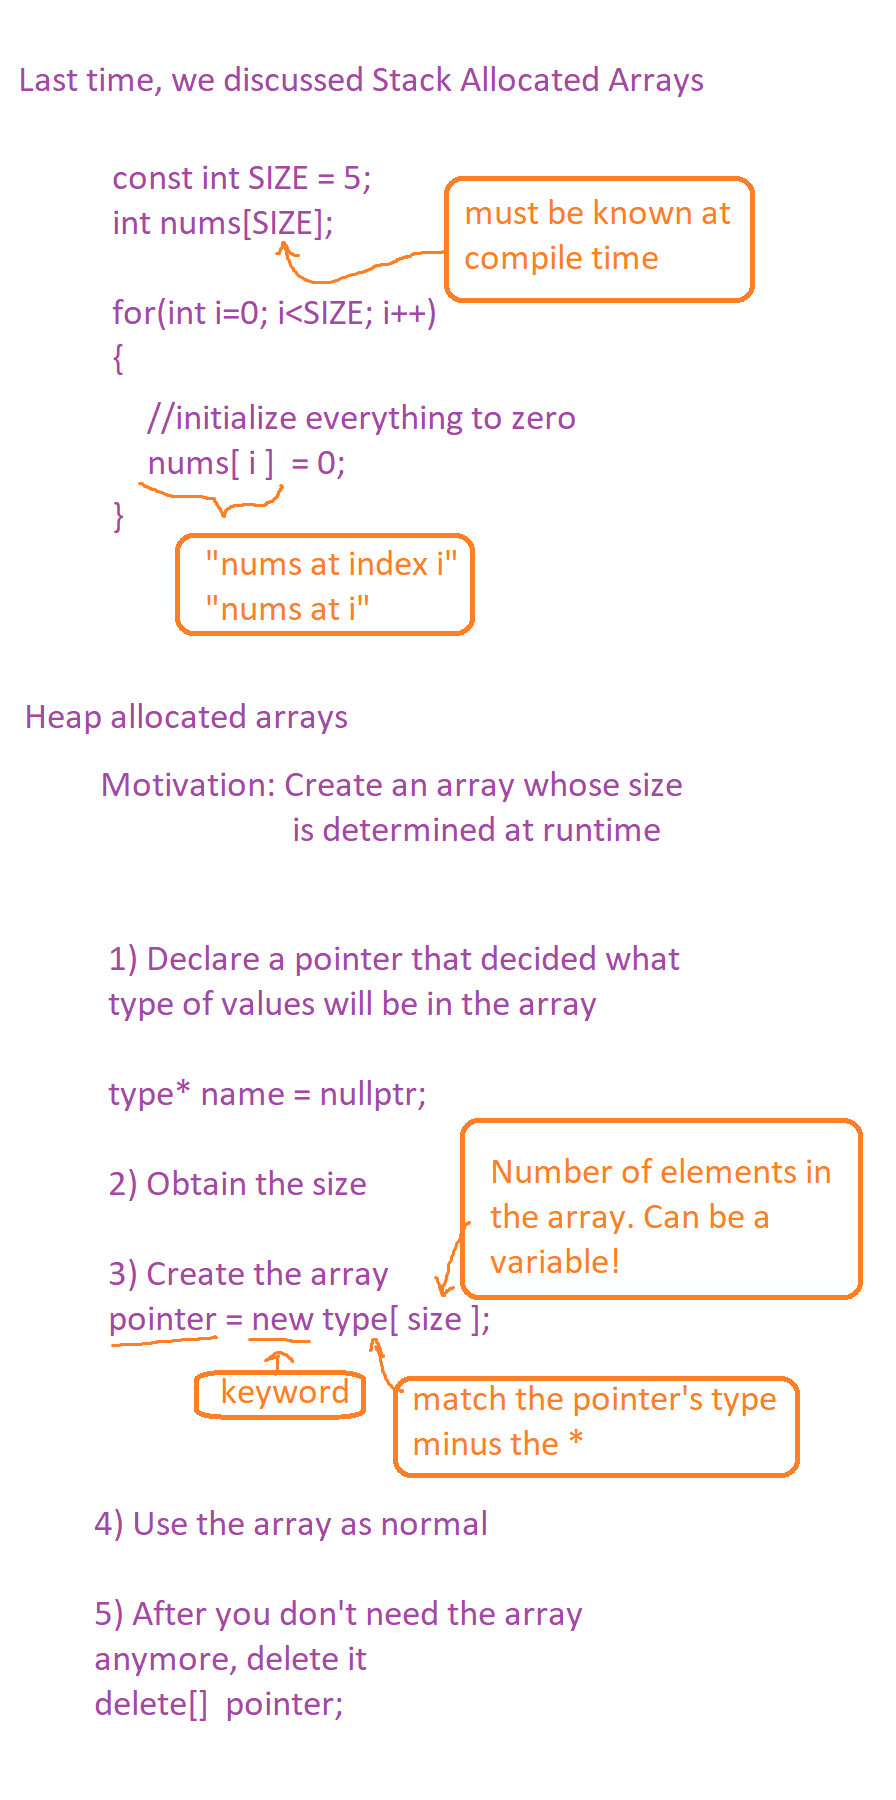 Last time, we discussed Stack Allocated Arrays
const int SIZE = 5;
int nums[SIZE];
must be known at
compile time
for(int i=0; i<SIZE; i++)
{
//initialize everything to zero
nums[ i ] = 0;
}
"nums at index i"
"nums at i"
Heap allocated arrays
Motivation: Create an array whose size
is determined at runtime
1) Declare a pointer that decided what
type of values will be in the array
type* name = nullptr;
2) Obtain the size
Number of elements in
the array. Can be a
variable!
3) Create the array
pointer = new type[ size ];
keyword
match the pointer's type
minus the *
4) Use the array as normal
5) After you don't need the array
anymore, delete it
delete[] pointer;